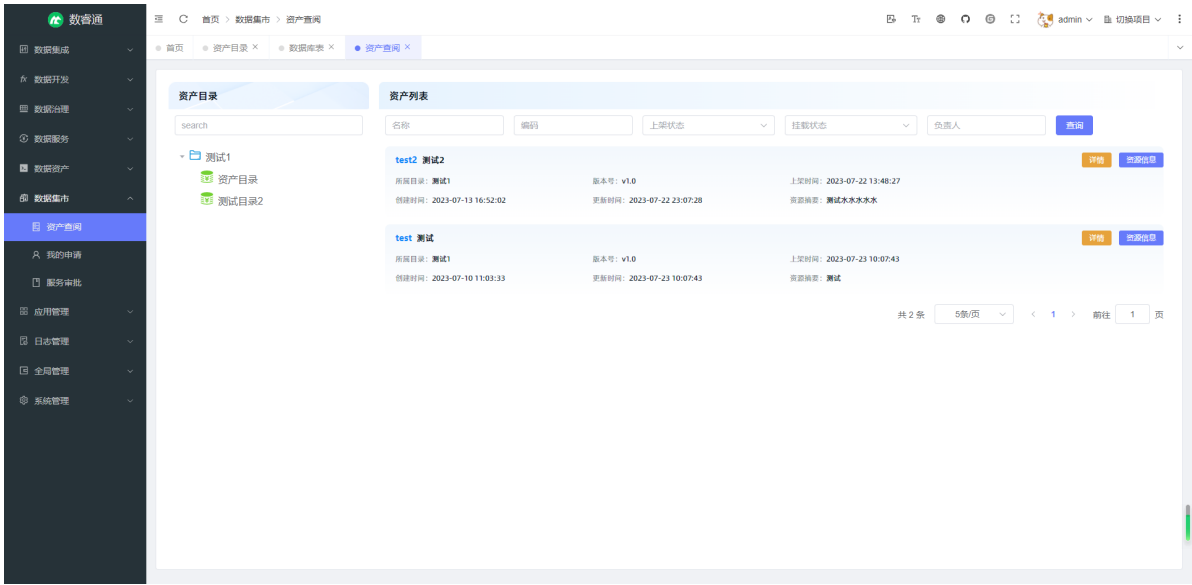 数睿通
首页 > 数据集市 > 资产查阅
admin
切换项目
数据集成
数据开发
数据治理
数据服务
数据资产
数据集市
资产查阅
我的申请
服务审批
应用管理
日志管理
全局管理
系统管理
首页
资产目录 ×
数据库表 ×
资产查阅 ×
资产目录
search
测试1
资产目录
测试目录2
资产列表
名称 编码 上架状态 挂载状态 负责人 查询
test2 测试2 详情 资源信息
所属目录：测试1 版本号：v1.0 上架时间：2023-07-22 13:48:27
创建时间：2023-07-13 16:52:02 更新时间：2023-07-22 23:07:28 资源摘要：测试水水水水水
test 测试 详情 资源信息
所属目录：测试1 版本号：v1.0 上架时间：2023-07-23 10:07:43
创建时间：2023-07-10 11:03:33 更新时间：2023-07-23 10:07:43 资源摘要：测试
共 2 条 5条/页 < 1 > 前往 1 页